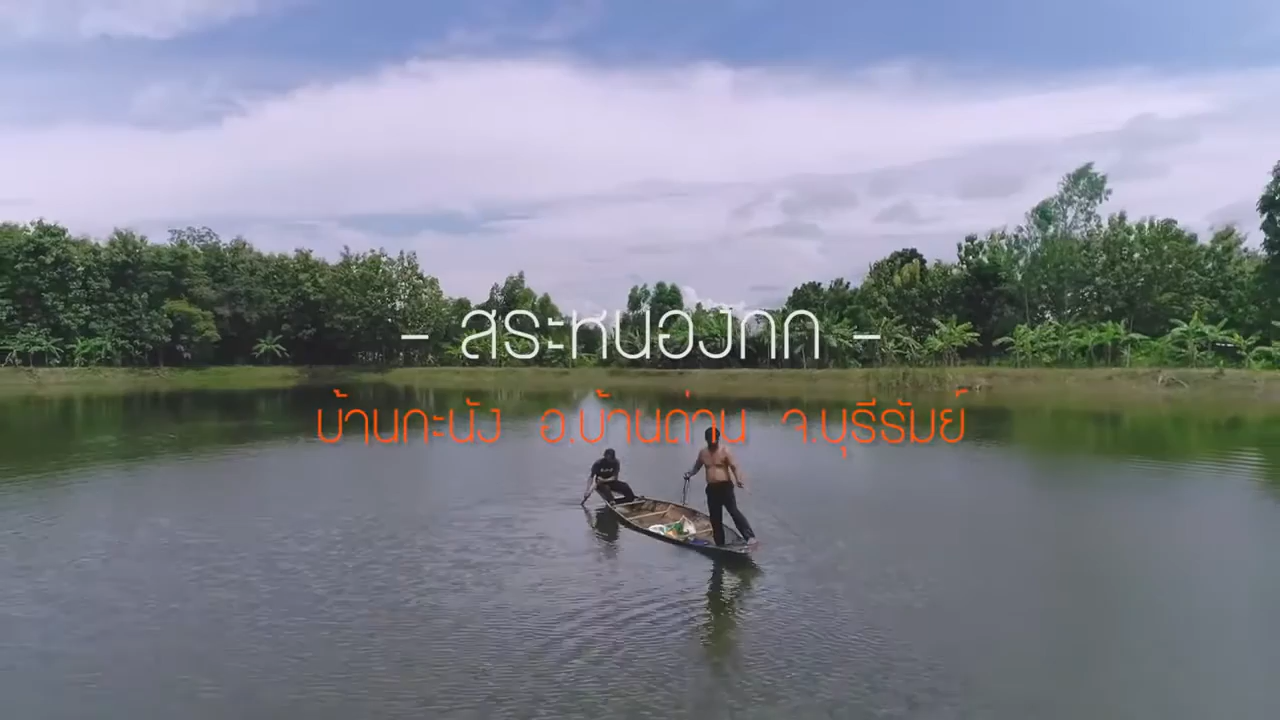 - สระหนองกก -
บ้านกะนัง อ.บ้านด่าน จ.บุรีรัมย์